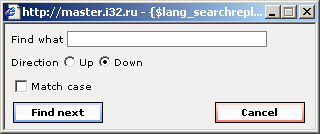 http://master.i32.ru - {$lang_searchrepl...
Find what
Direction Up Down
Match case
Find next Cancel